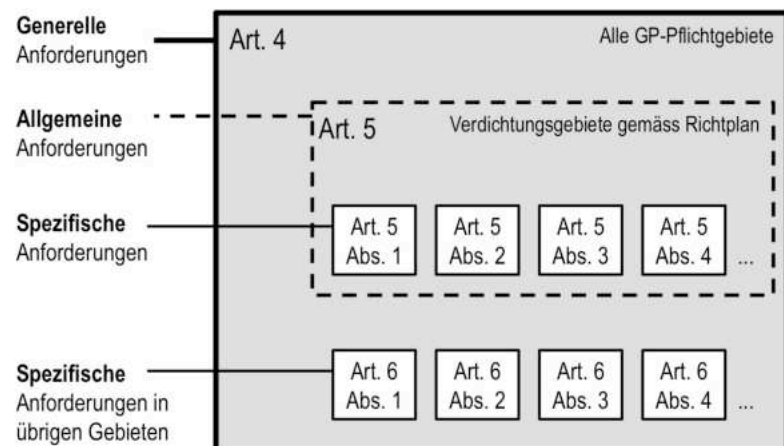 Generelle
Anforderungen
Art. 4
Alle GP-Pflichtgebiete
Allgemeine
Anforderungen
Art. 5
Verdichtungsgebiete gemäss Richtplan
Spezifische
Anforderungen
Art. 5
Abs. 1
Art. 5
Abs. 2
Art. 5
Abs. 3
Art. 5
Abs. 4
...
Spezifische
Anforderungen in
übrigen Gebieten
Art. 6
Abs. 1
Art. 6
Abs. 2
Art. 6
Abs. 3
Art. 6
Abs. 4
...